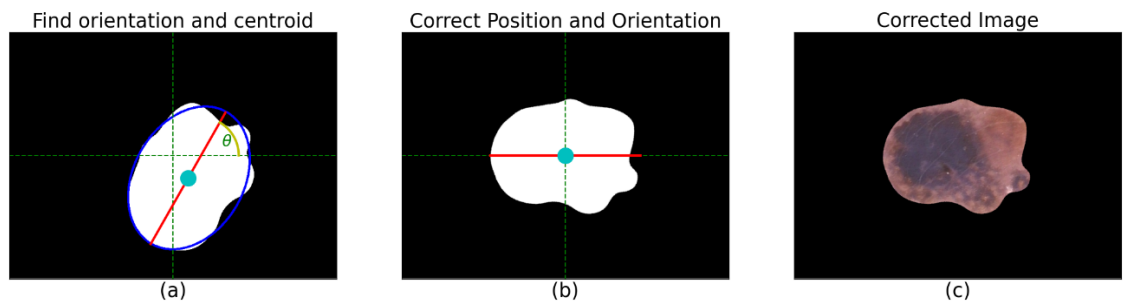 Find orientation and centroid
Correct Position and Orientation
Corrected Image
θ
(a)
(b)
(c)